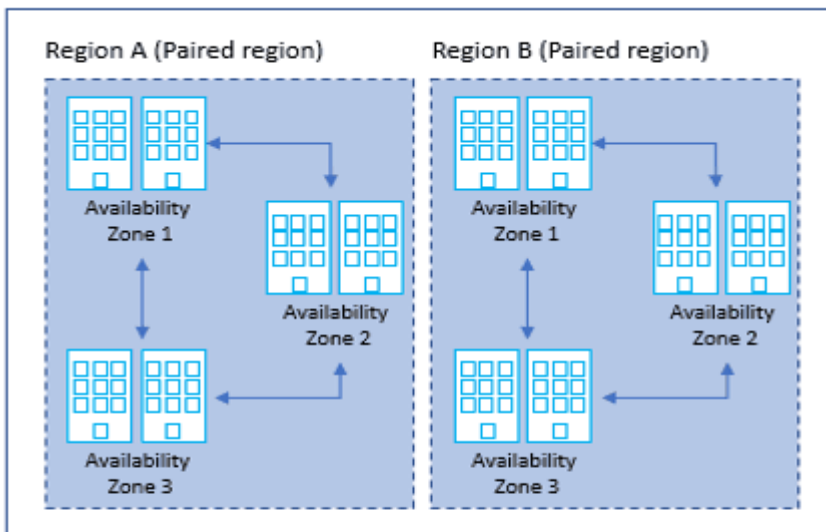 Region A (Paired region)
Region B (Paired region)
Availability
Zone 1
Availability
Zone 2
Availability
Zone 3
Availability
Zone 1
Availability
Zone 2
Availability
Zone 3